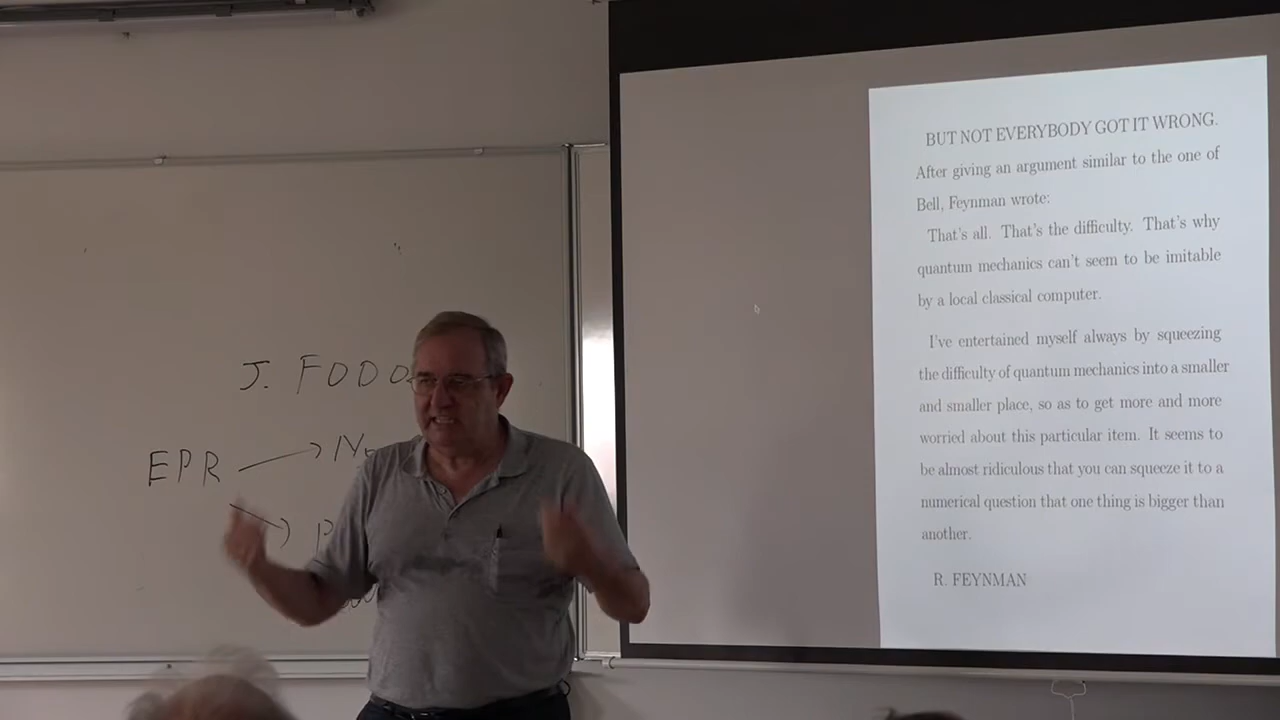 J. FODO
EPR
BUT NOT EVERYBODY GOT IT WRONG.
After giving an argument similar to the one of
Bell, Feynman wrote:
That's all. That's the difficulty. That's why
quantum mechanics can't seem to be imitable
by a local classical computer.
I've entertained myself always by squeezing
the difficulty of quantum mechanics into a smaller
and smaller place, so as to get more and more
worried about this particular item. It seems to
be almost ridiculous that you can squeeze it to a
numerical question that one thing is bigger than
another.
R. FEYNMAN